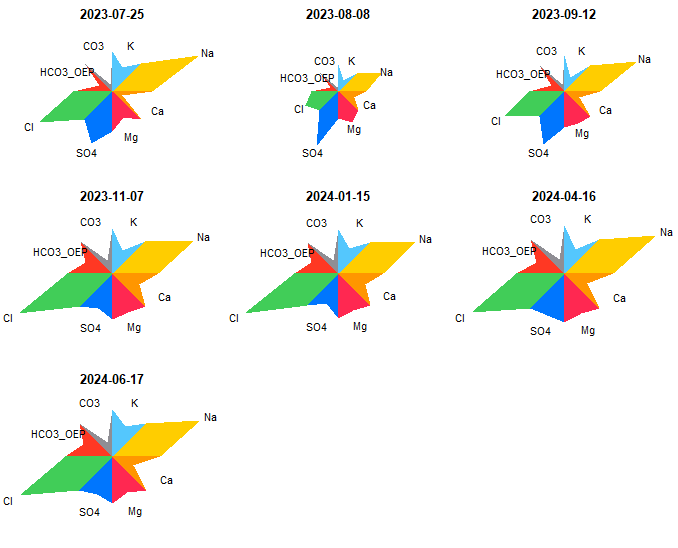 2023-07-25
CO3 K
Na
HCO3_OEP
Ca
Cl
Mg
SO4
2023-08-08
CO3 K
Na
HCO3_OEP
Ca
Cl
Mg
SO4
2023-09-12
CO3 K
Na
HCO3_OEP
Ca
Cl
Mg
SO4
2023-11-07
CO3 K
Na
HCO3_OEP
Ca
Cl
Mg
SO4
2024-01-15
CO3 K
Na
HCO3_OEP
Ca
Cl
Mg
SO4
2024-04-16
CO3 K
Na
HCO3_OEP
Ca
Cl
Mg
SO4
2024-06-17
CO3 K
Na
HCO3_OEP
Ca
Cl
Mg
SO4